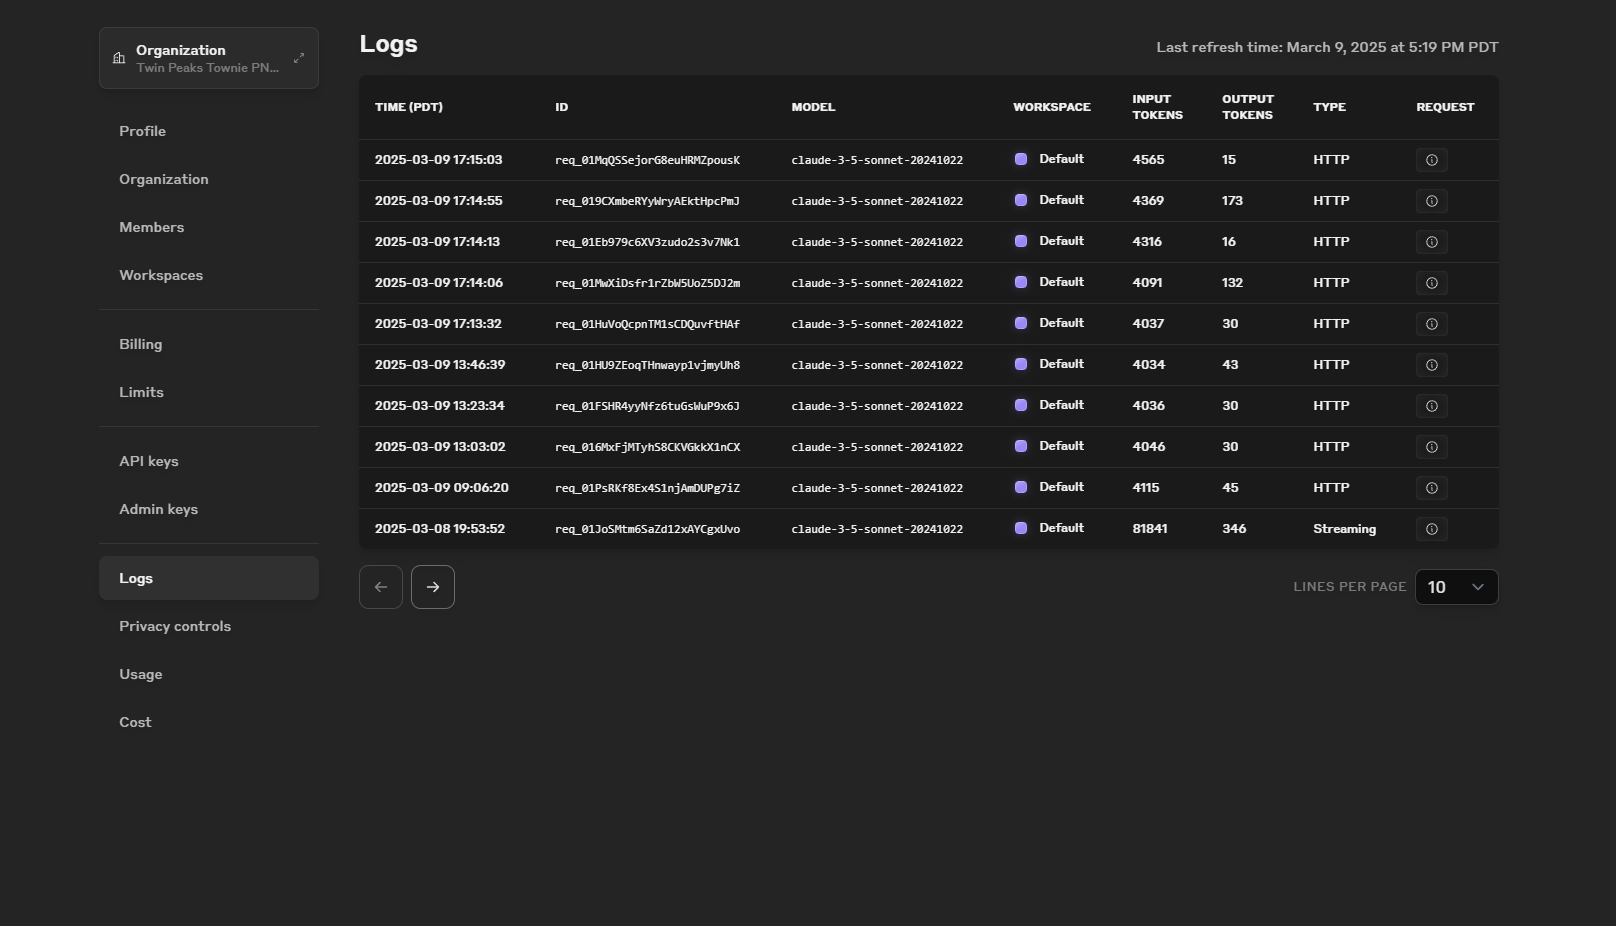 Organization
Twin Peaks Townie PN...
Profile
Organization
Members
Workspaces
Billing
Limits
API keys
Admin keys
Logs
Privacy controls
Usage
Cost
Logs
Last refresh time: March 9, 2025 at 5:19 PM PDT
TIME (PDT) ID MODEL WORKSPACE INPUT TOKENS OUTPUT TOKENS TYPE REQUEST
2025-03-09 17:15:03 req_01MqQSSejorG8euHRMZpousK claude-3-5-sonnet-20241022 Default 4565 15 HTTP
2025-03-09 17:14:55 req_019CXmbeRYyWryAEktHpcPmJ claude-3-5-sonnet-20241022 Default 4369 173 HTTP
2025-03-09 17:14:13 req_01Eb979c6XV3zudo2s3v7Nk1 claude-3-5-sonnet-20241022 Default 4316 16 HTTP
2025-03-09 17:14:06 req_01MwXiDsfr1rZbW5UoZ5DJ2m claude-3-5-sonnet-20241022 Default 4091 132 HTTP
2025-03-09 17:13:32 req_01HuVoQcpnTM1sCDQuvftHAf claude-3-5-sonnet-20241022 Default 4037 30 HTTP
2025-03-09 13:46:39 req_01HU9ZEoqTHnwayp1vjmyUh8 claude-3-5-sonnet-20241022 Default 4034 43 HTTP
2025-03-09 13:23:34 req_01FSHR4yyNfz6tuGsWuP9x6J claude-3-5-sonnet-20241022 Default 4036 30 HTTP
2025-03-09 13:03:02 req_016MxFjMTyhS8CKVGkkX1nCX claude-3-5-sonnet-20241022 Default 4046 30 HTTP
2025-03-09 09:06:20 req_01PsRKf8Ex4S1njAmDUPg7iZ claude-3-5-sonnet-20241022 Default 4115 45 HTTP
2025-03-08 19:53:52 req_01JoSMtm6SaZd12xAYCgxUvo claude-3-5-sonnet-20241022 Default 81841 346 Streaming
LINES PER PAGE 10